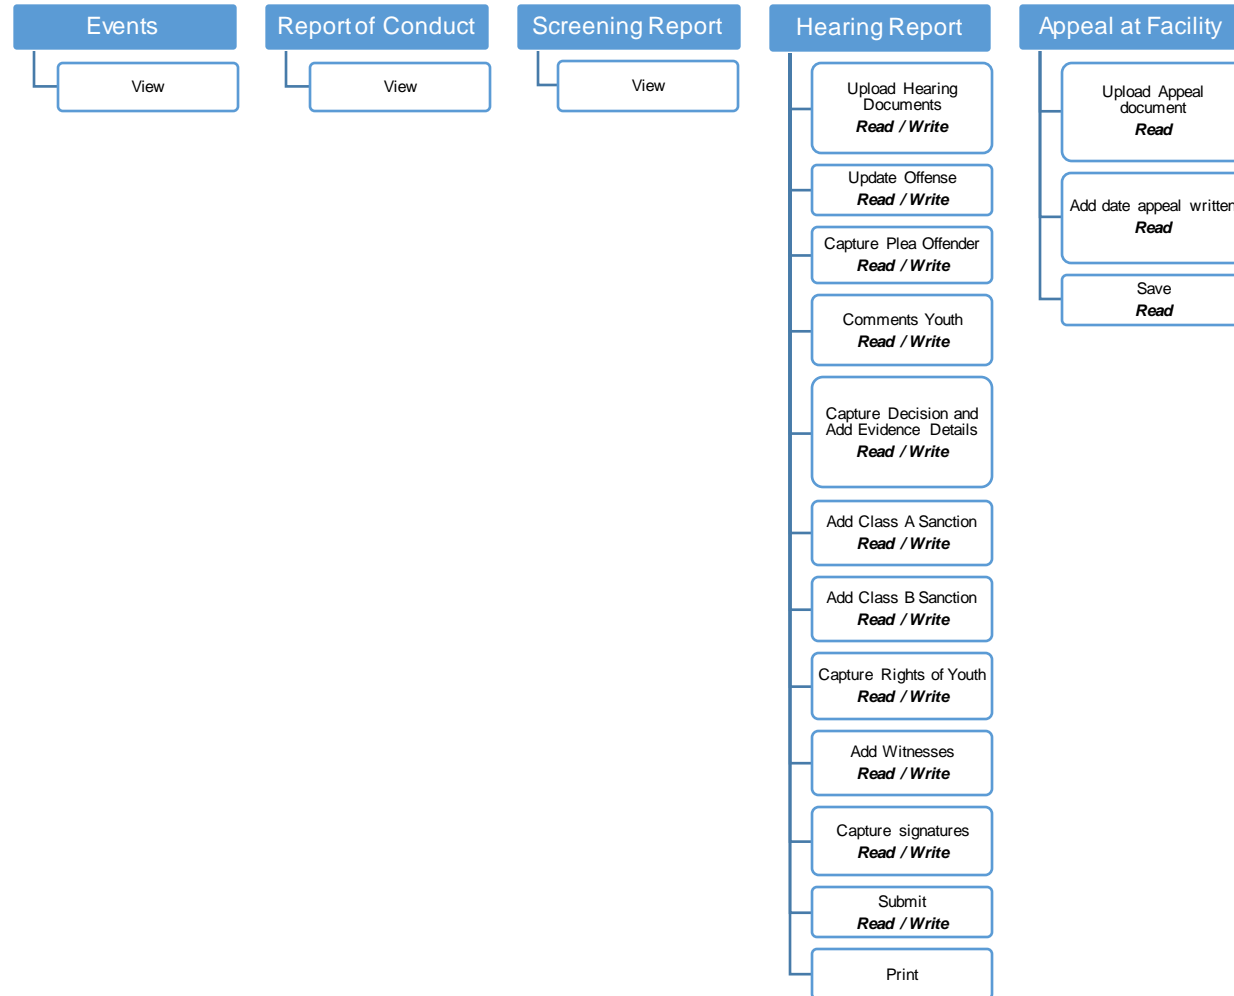 Events
View
Report of Conduct
View
Screening Report
View
Hearing Report
Upload Hearing
Documents
Read / Write
Update Offense
Read / Write
Capture Plea Offender
Read / Write
Comments Youth
Read / Write
Capture Decision and
Add Evidence Details
Read / Write
Add Class A Sanction
Read / Write
Add Class B Sanction
Read / Write
Capture Rights of Youth
Read / Write
Add Witnesses
Read / Write
Capture signatures
Read / Write
Submit
Read / Write
Print
Appeal at Facility
Upload Appeal
document
Read
Add date appeal written
Read
Save
Read